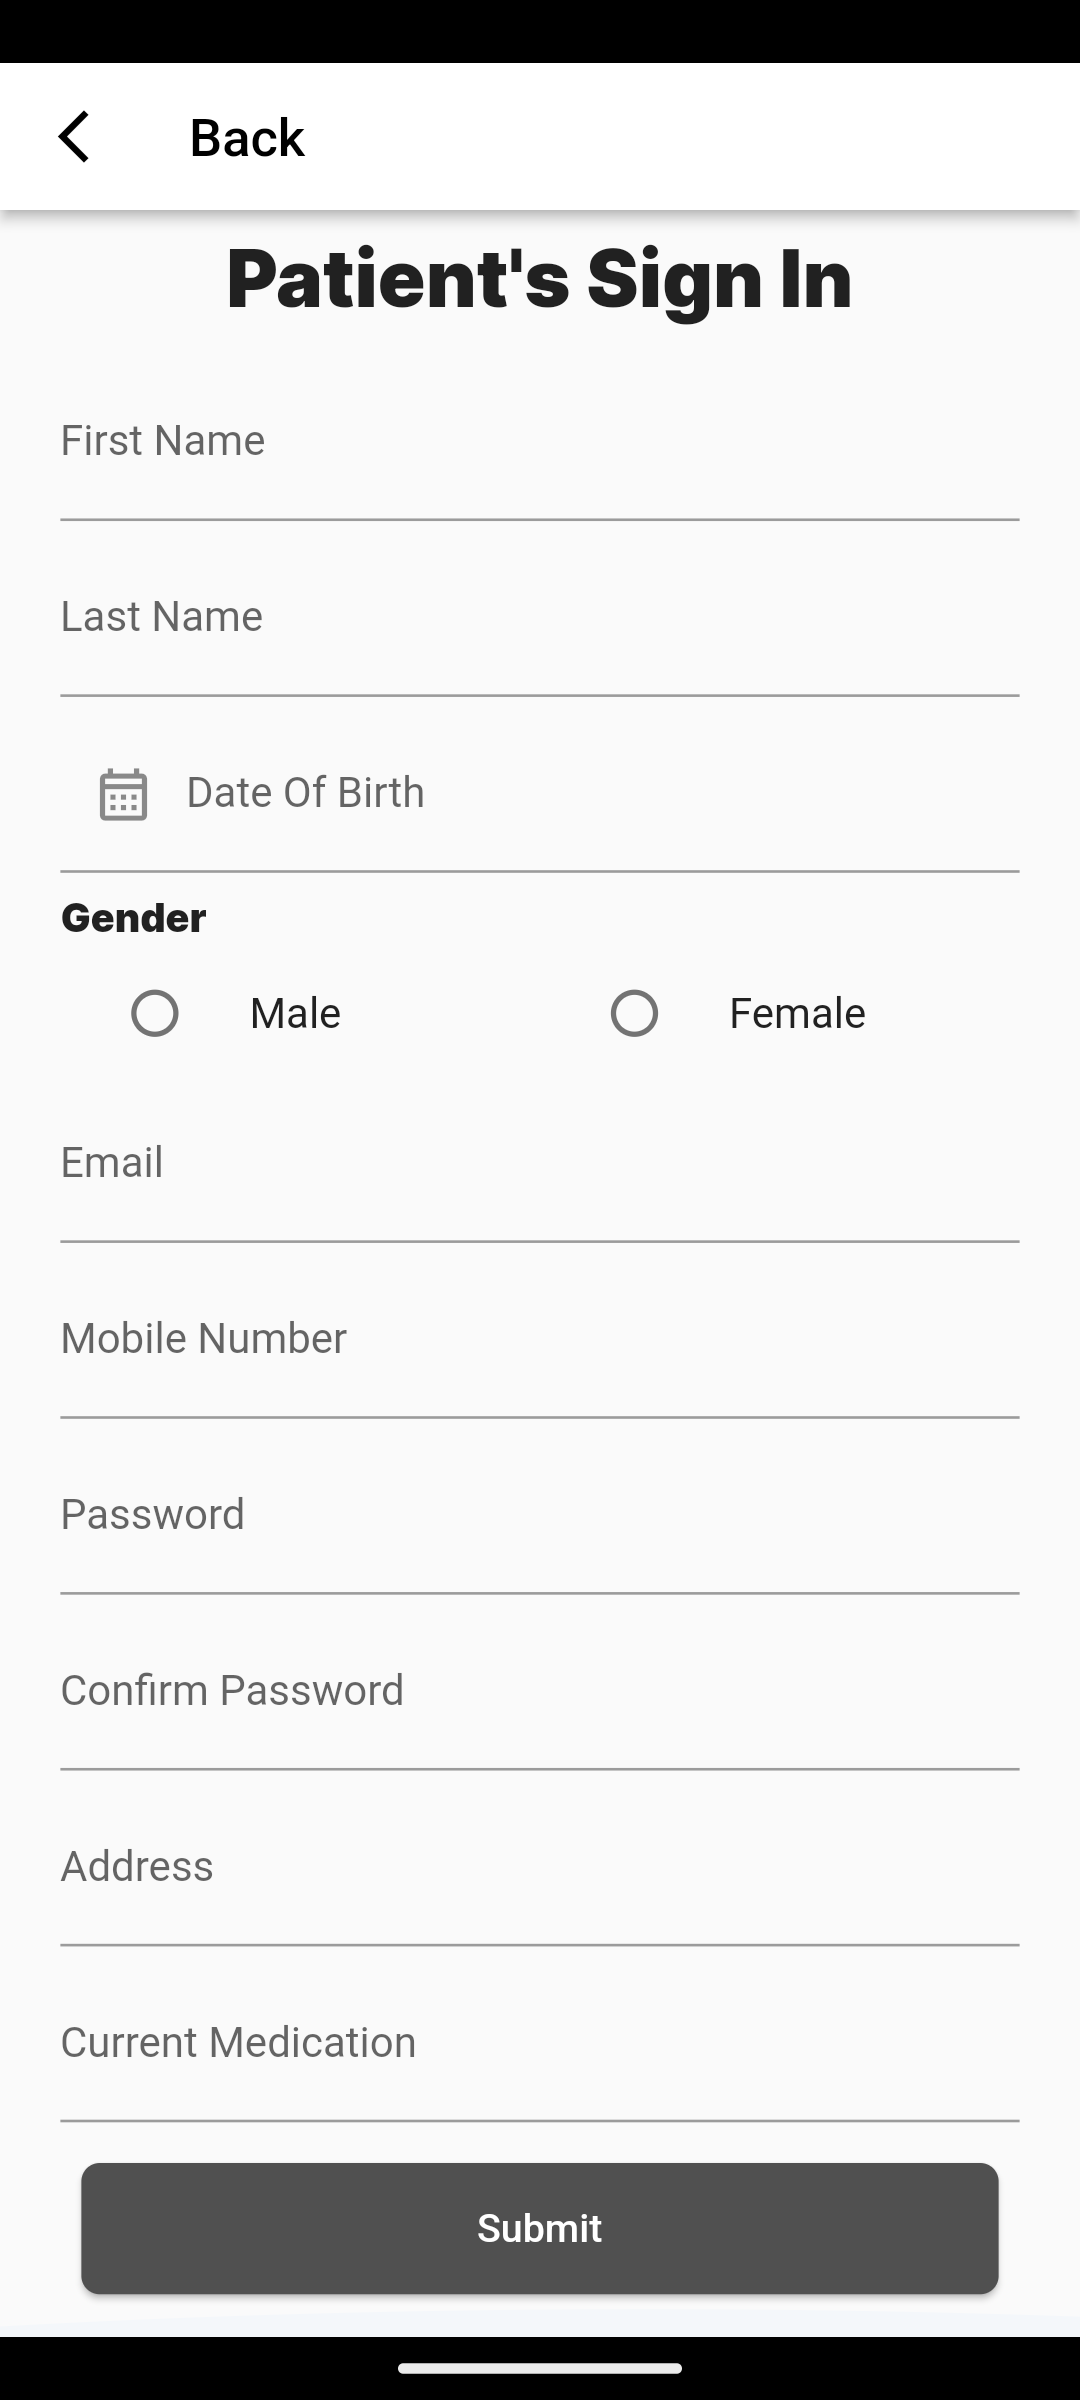 Back
Patient's Sign In
First Name
Last Name
Date Of Birth
Gender
Male
Female
Email
Mobile Number
Password
Confirm Password
Address
Current Medication
Submit